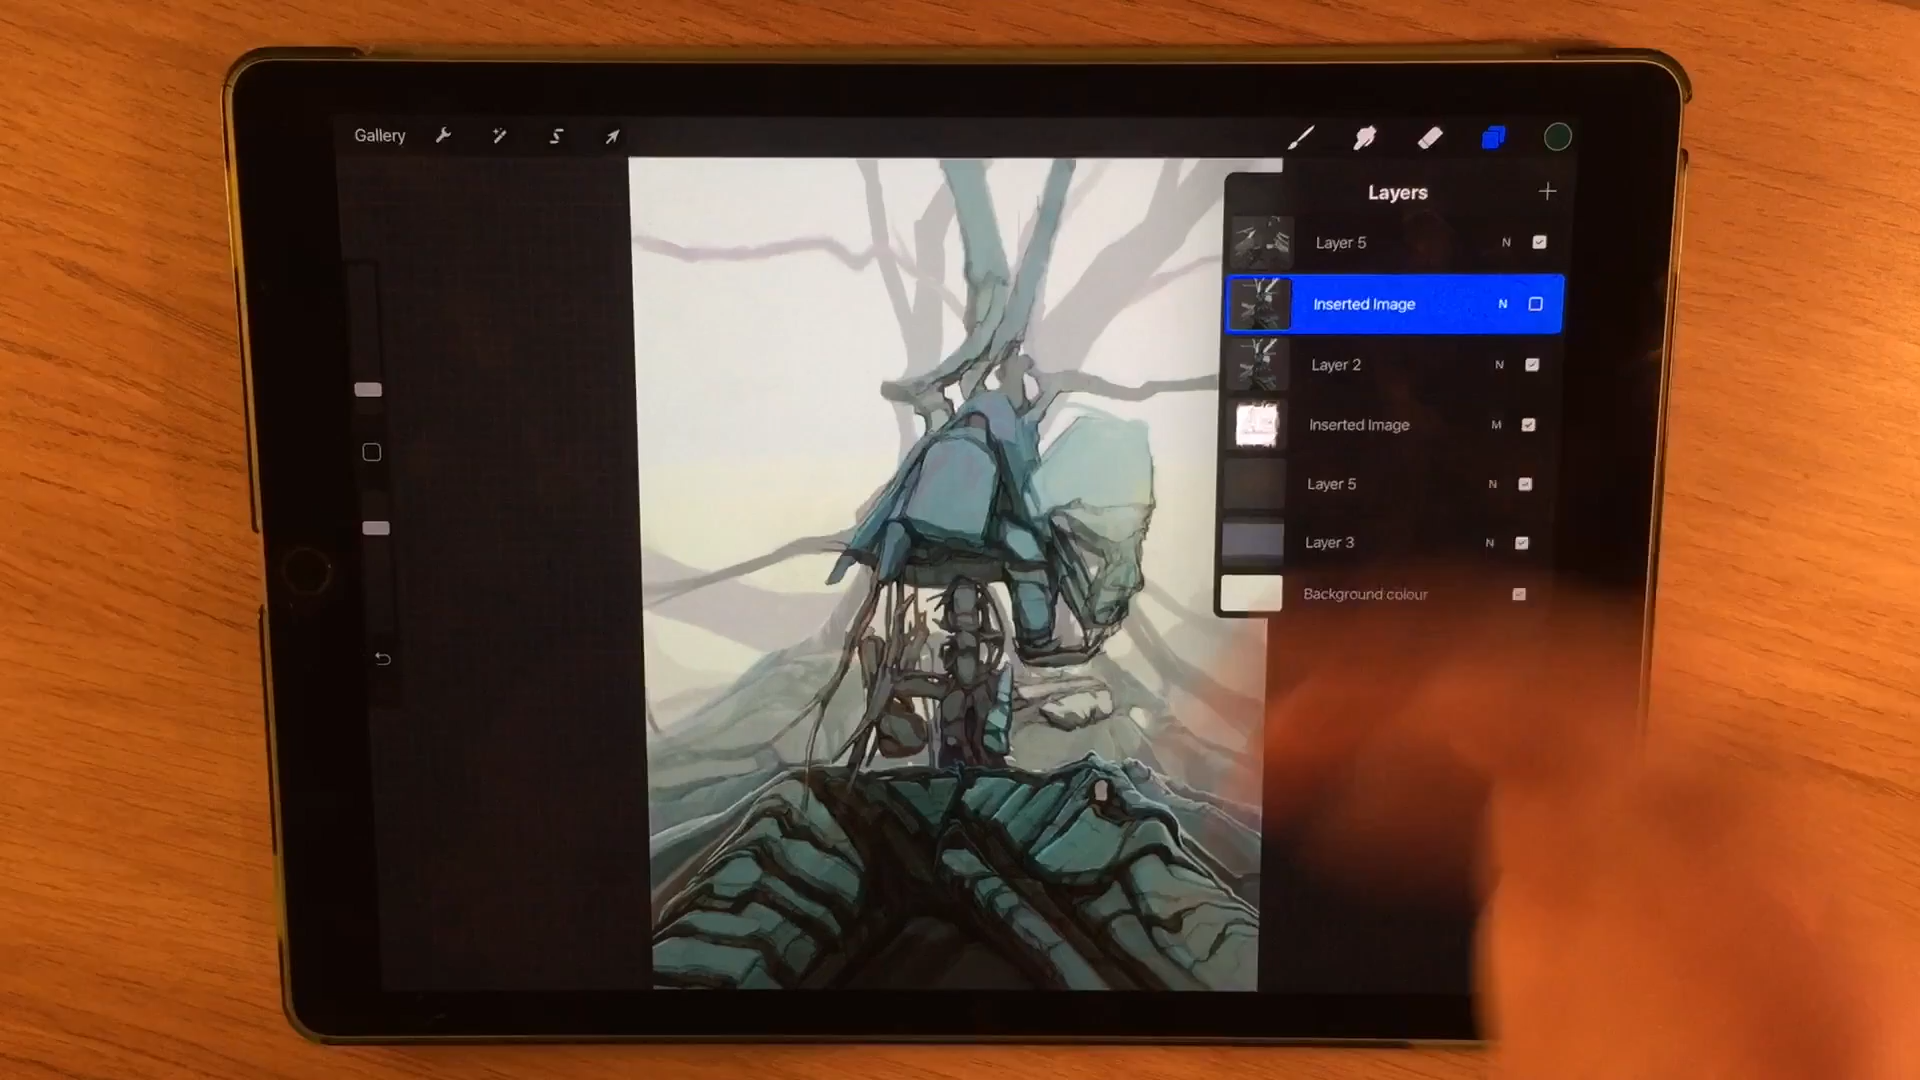 Gallery
Layers
Layer 5 N
Inserted Image N
Layer 2 N
Inserted Image M
Layer 5 N
Layer 3 N
Background colour